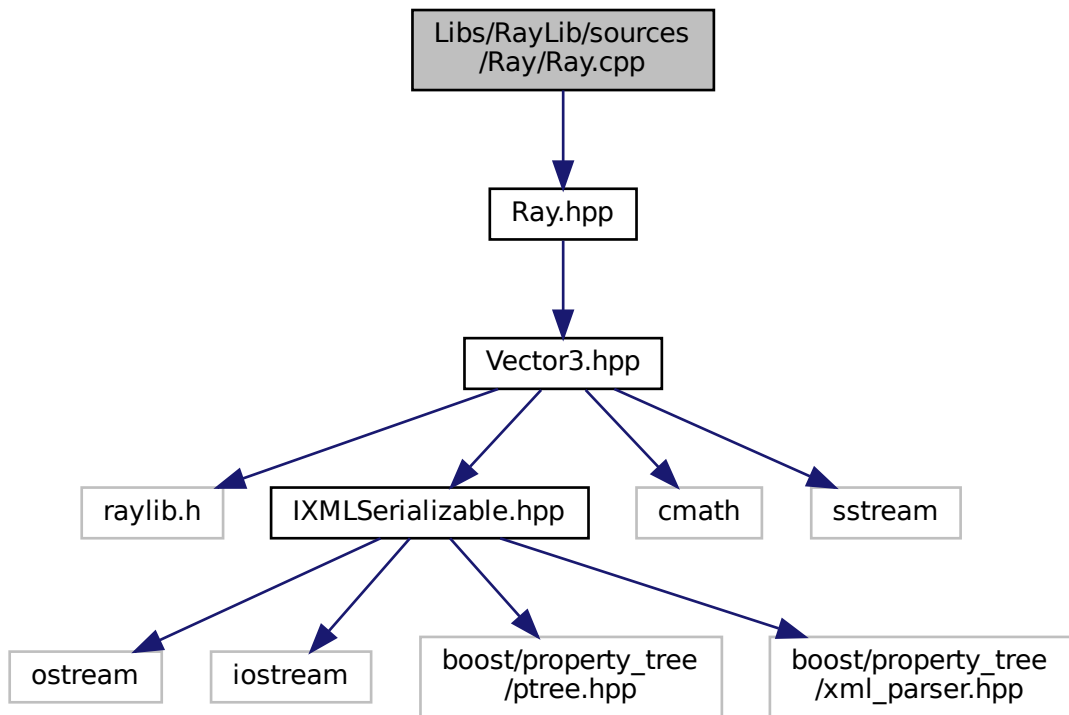 Libs/RayLib/sources
/Ray/Ray.cpp
Ray.hpp
Vector3.hpp
raylib.h
IXMLSerializable.hpp
cmath
sstream
ostream
iostream
boost/property_tree
/ptree.hpp
boost/property_tree
/xml_parser.hpp